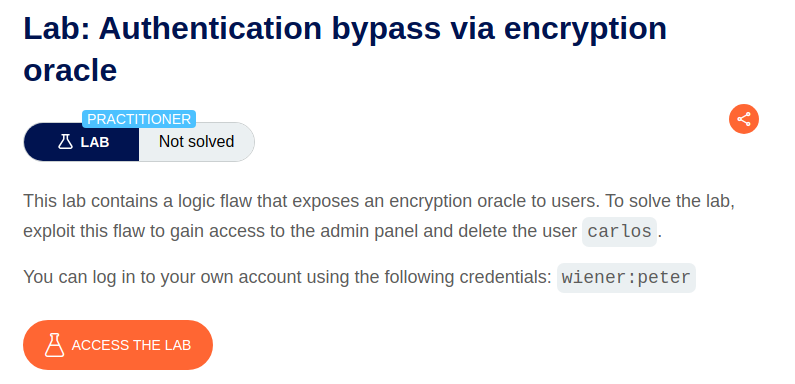 Lab: Authentication bypass via encryption
oracle
PRACTITIONER
LAB
Not solved
This lab contains a logic flaw that exposes an encryption oracle to users. To solve the lab,
exploit this flaw to gain access to the admin panel and delete the user carlos.
You can log in to your own account using the following credentials: wiener:peter
ACCESS THE LAB